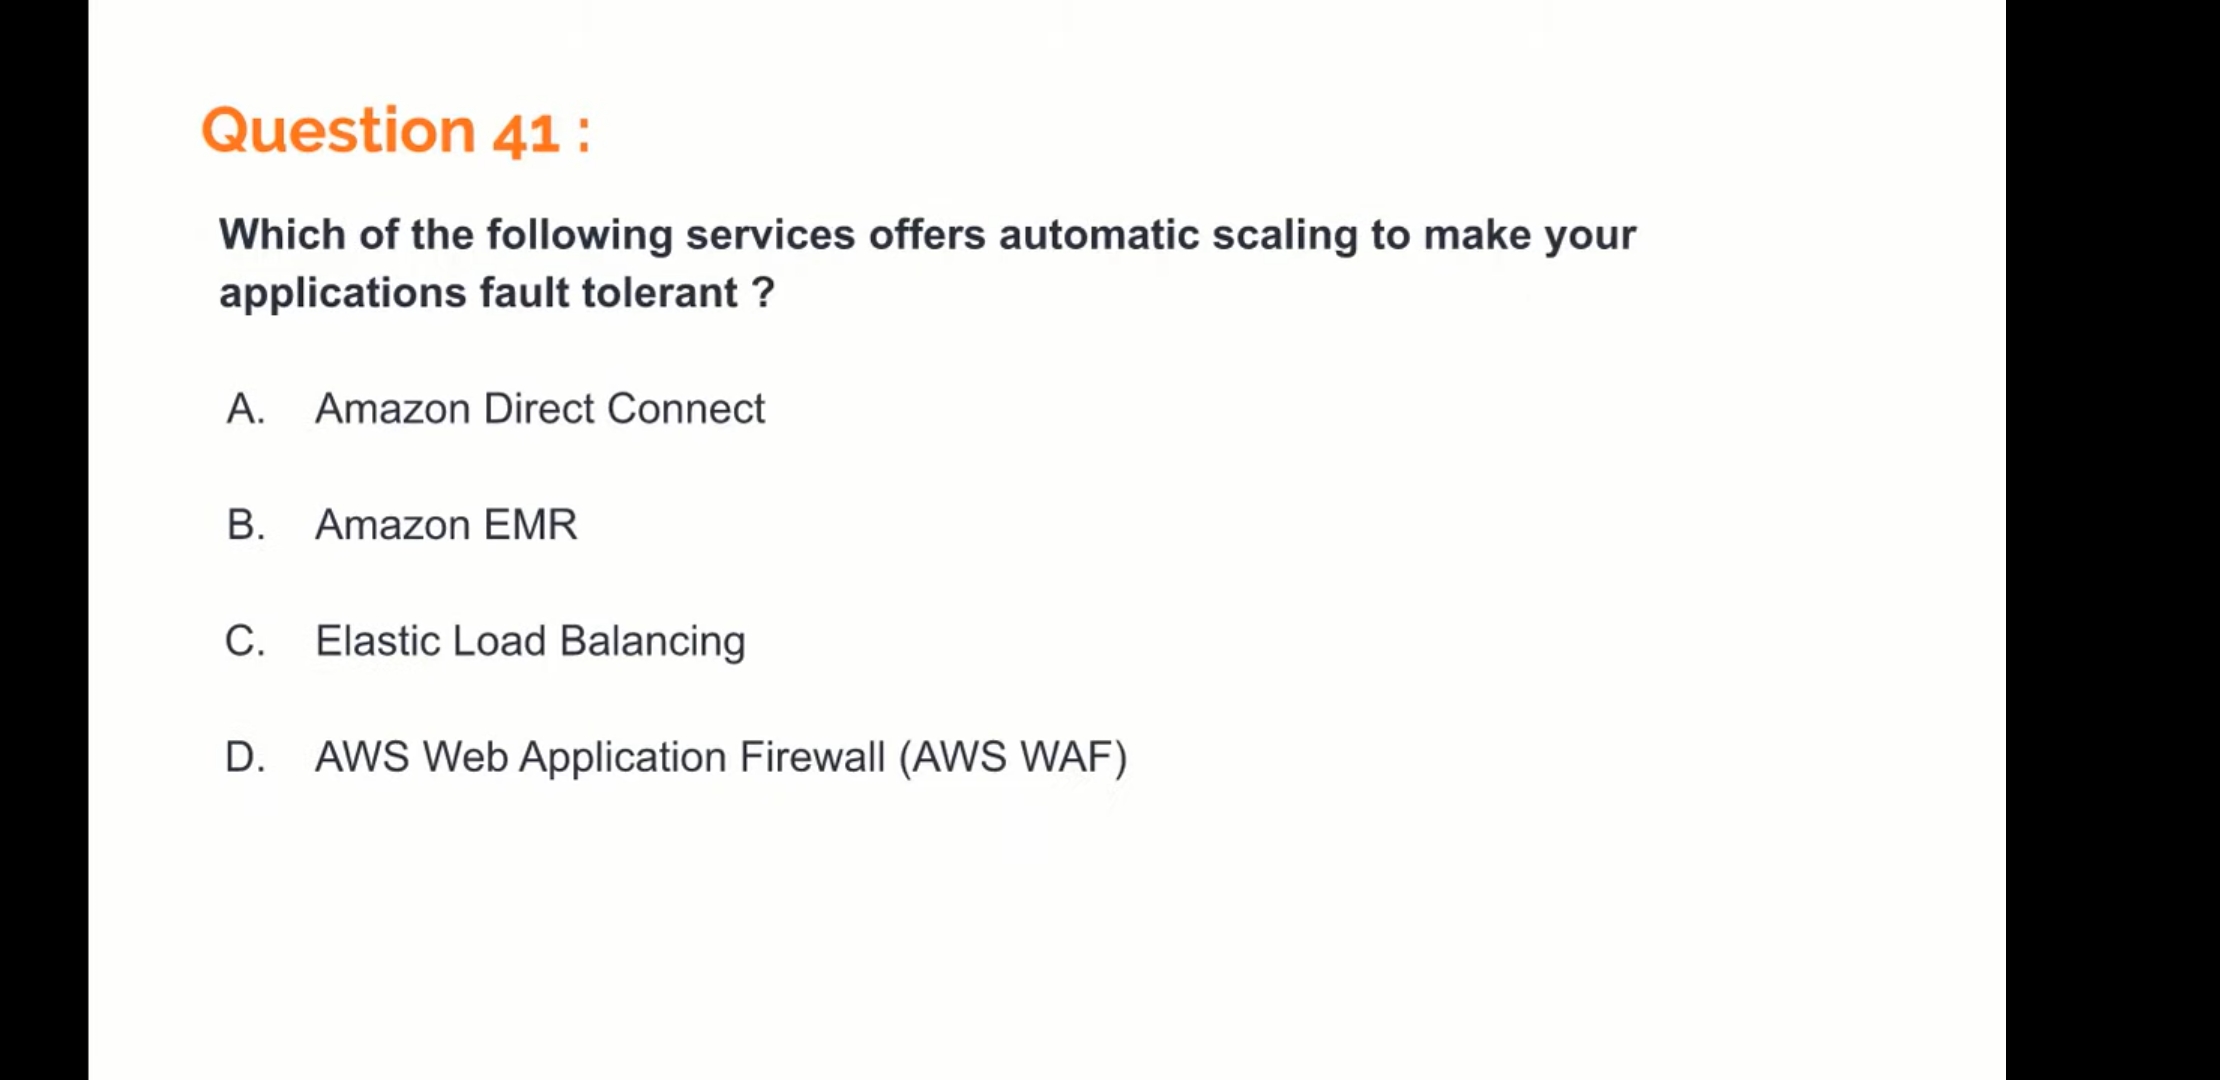 Question 41 :
Which of the following services offers automatic scaling to make your
applications fault tolerant ?
A. Amazon Direct Connect
B. Amazon EMR
C. Elastic Load Balancing
D. AWS Web Application Firewall (AWS WAF)